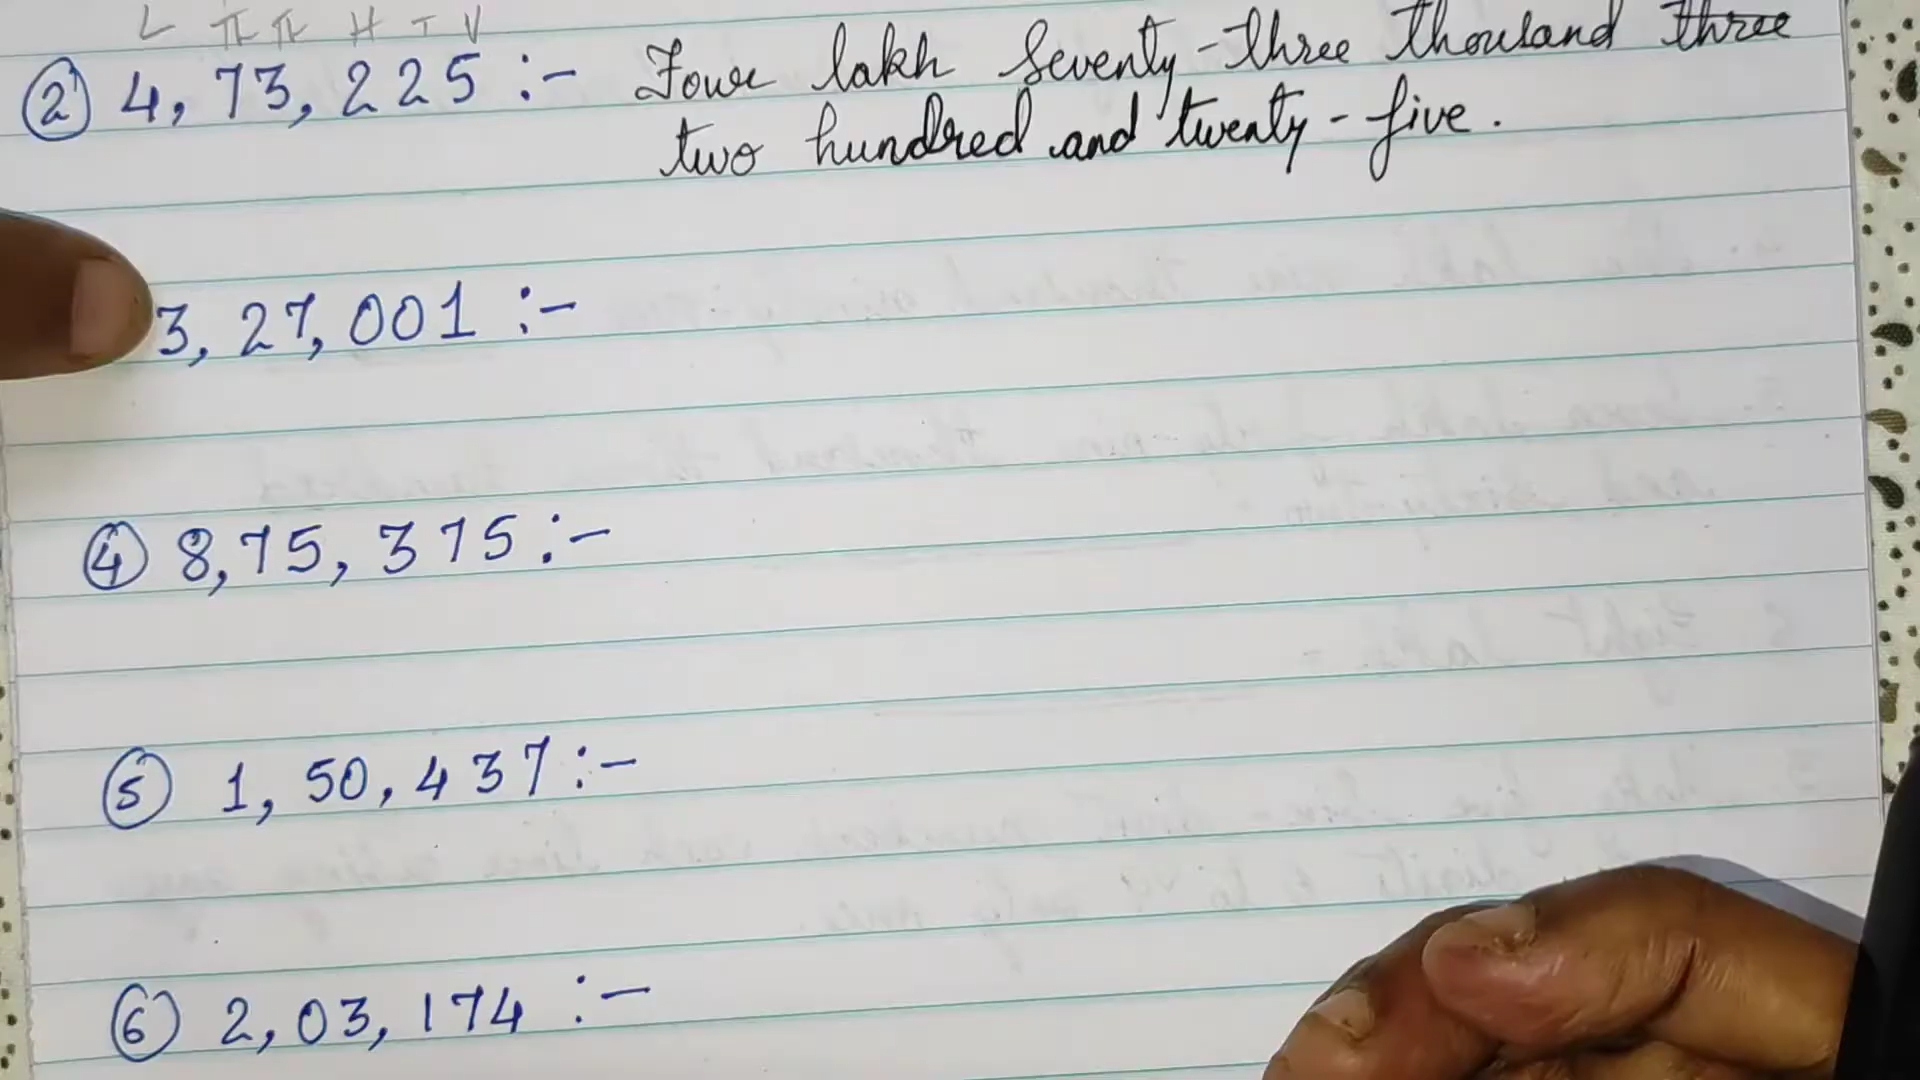 L TTh Th H T U
② 4, 73, 225 :- Four lakh Seventy-three thousand three
two hundred and twenty-five.
3, 27, 001 :-
④ 8,75, 375 :-
⑤ 1, 50, 437 :-
⑥ 2, 03, 174 :-